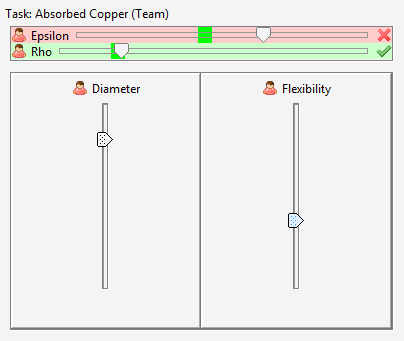 Task: Absorbed Copper (Team)
Epsilon
Rho
Diameter
Flexibility